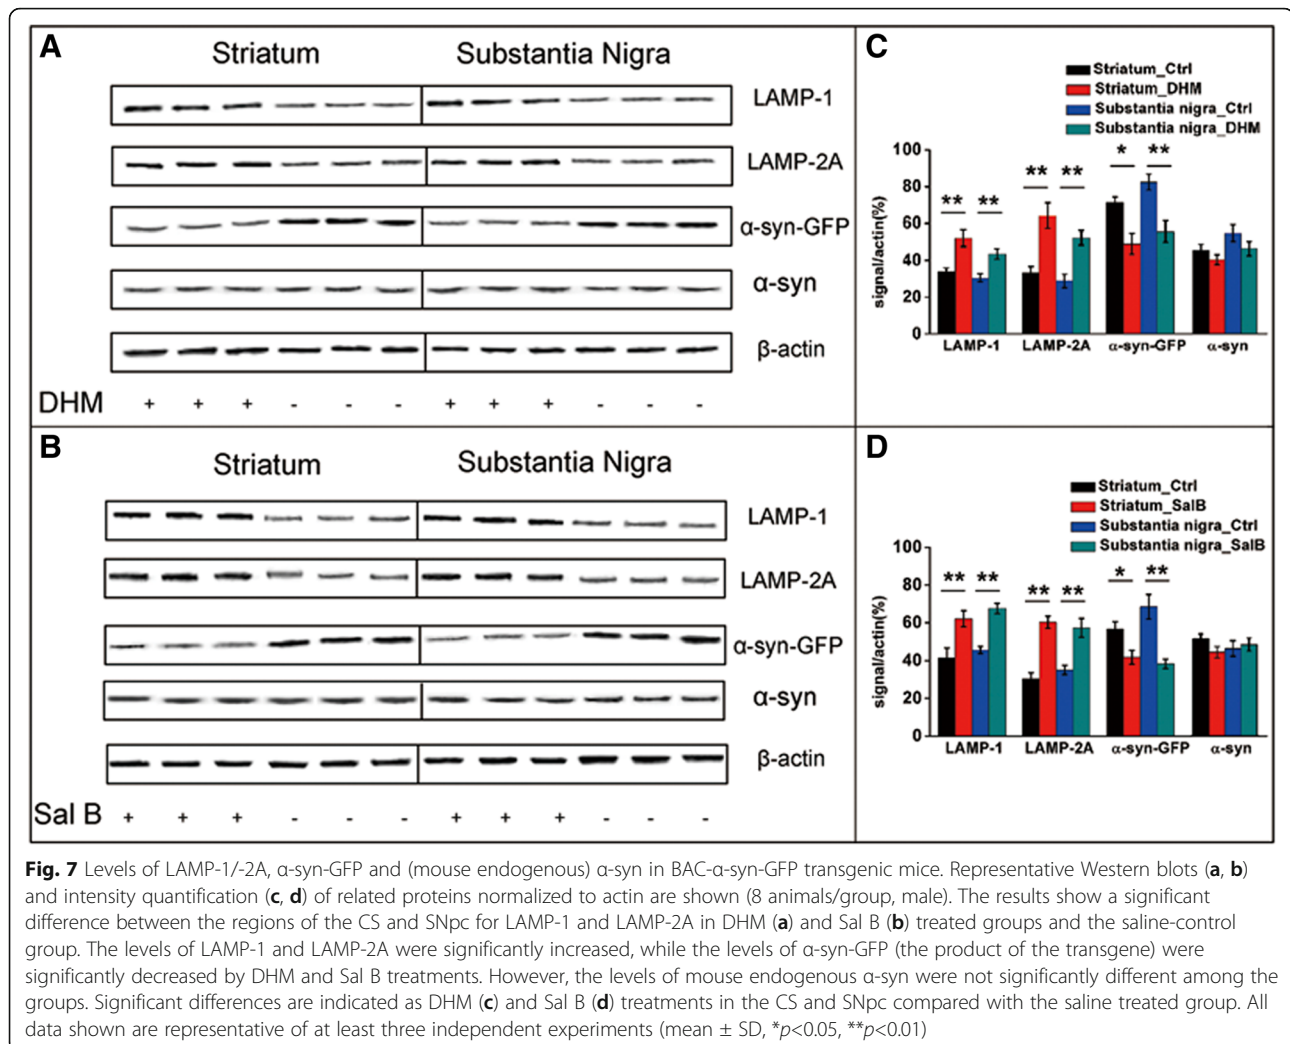 A
Striatum
Substantia Nigra
LAMP-1
LAMP-2A
α-syn-GFP
α-syn
β-actin
DHM + + + - - - + + + - - -
C
Striatum_Ctrl
Striatum_DHM
Substantia nigra_Ctrl
Substantia nigra_DHM
signal/actin(%)
100
80
60
40
20
0
** ** ** ** * **
LAMP-1 LAMP-2A α-syn-GFP α-syn
B
Striatum
Substantia Nigra
LAMP-1
LAMP-2A
α-syn-GFP
α-syn
β-actin
Sal B + + + - - - + + + - - -
D
Striatum_Ctrl
Striatum_SalB
Substantia nigra_Ctrl
Substantia nigra_SalB
signal/actin(%)
100
80
60
40
20
0
** ** ** ** * **
LAMP-1 LAMP-2A α-syn-GFP α-syn
Fig. 7 Levels of LAMP-1/-2A, α-syn-GFP and (mouse endogenous) α-syn in BAC-α-syn-GFP transgenic mice. Representative Western blots (a, b)
and intensity quantification (c, d) of related proteins normalized to actin are shown (8 animals/group, male). The results show a significant
difference between the regions of the CS and SNpc for LAMP-1 and LAMP-2A in DHM (a) and Sal B (b) treated groups and the saline-control
group. The levels of LAMP-1 and LAMP-2A were significantly increased, while the levels of α-syn-GFP (the product of the transgene) were
significantly decreased by DHM and Sal B treatments. However, the levels of mouse endogenous α-syn were not significantly different among the
groups. Significant differences are indicated as DHM (c) and Sal B (d) treatments in the CS and SNpc compared with the saline treated group. All
data shown are representative of at least three independent experiments (mean ± SD, *p<0.05, **p<0.01)